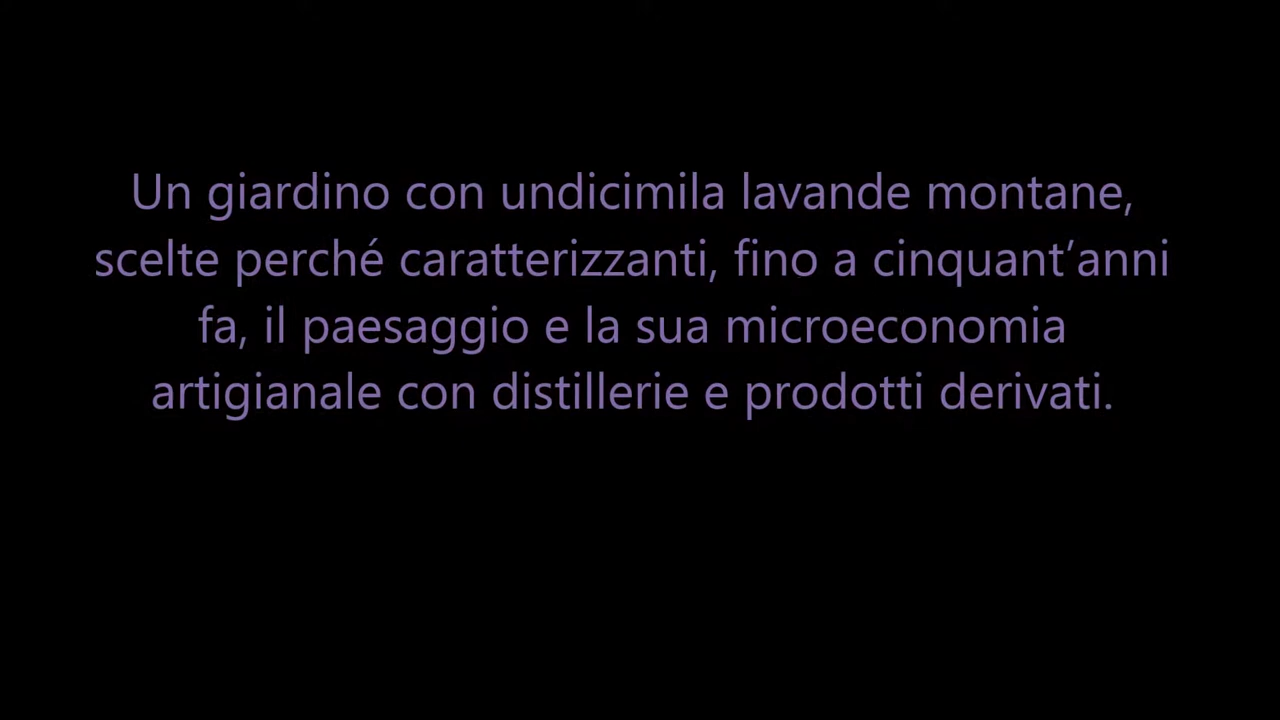 Un giardino con undicimila lavande montane,
scelte perché caratterizzanti, fino a cinquant’anni
fa, il paesaggio e la sua microeconomia
artigianale con distillerie e prodotti derivati.